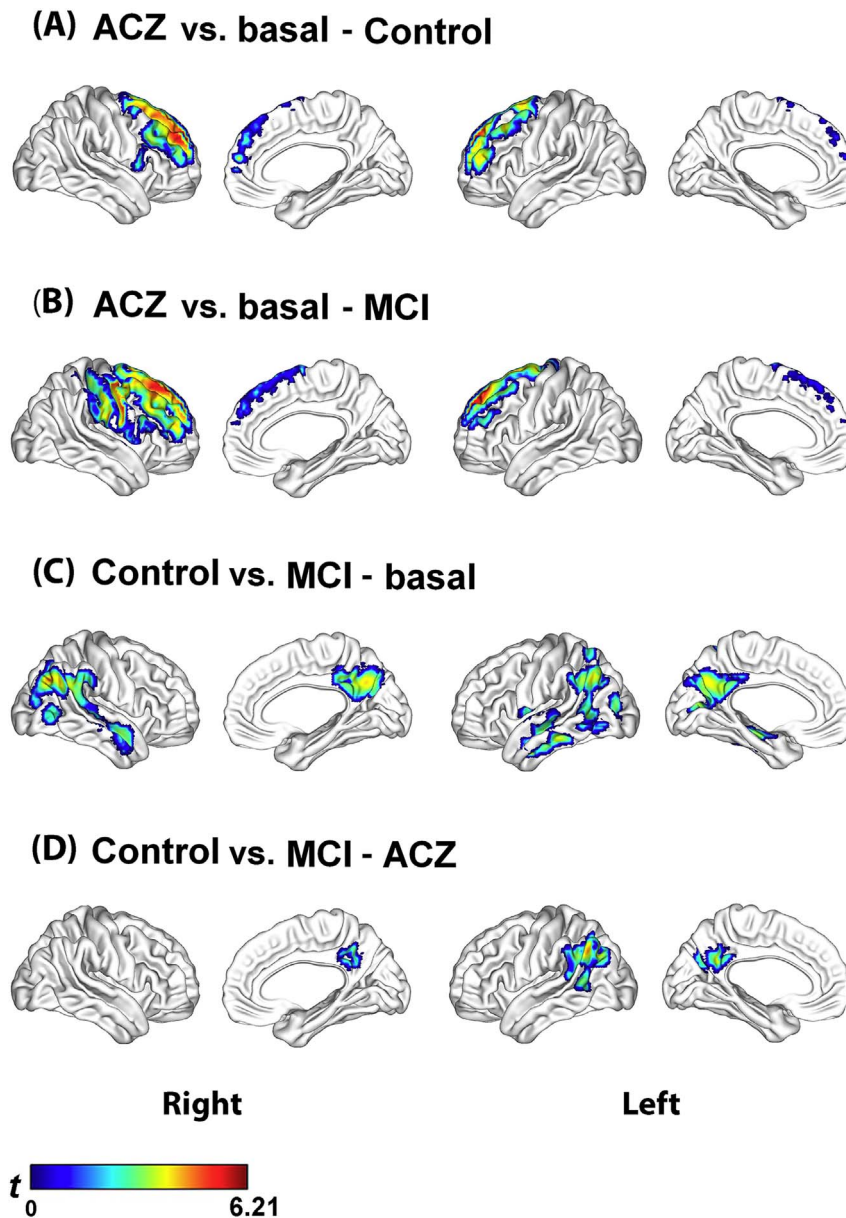 (A) ACZ vs. basal - Control
(B) ACZ vs. basal - MCI
(C) Control vs. MCI - basal
(D) Control vs. MCI - ACZ
Right Left
t
0 6.21